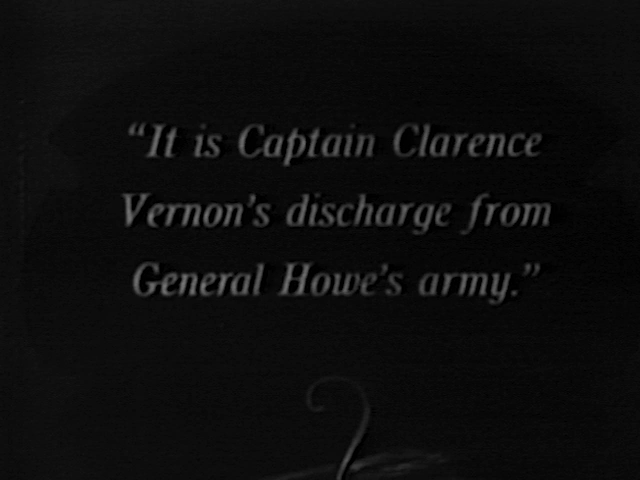 “It is Captain Clarence
Vernon’s discharge from
General Howe’s army.”